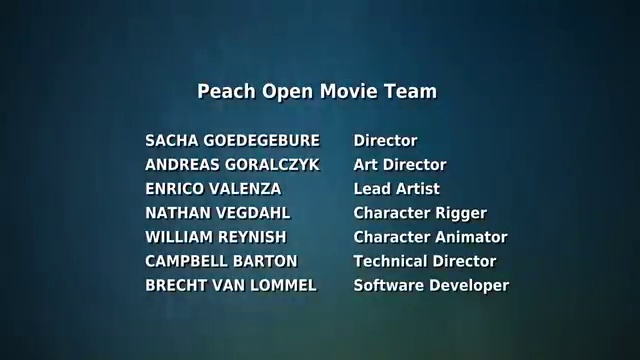 Peach Open Movie Team
SACHA GOEDEGEBURE Director
ANDREAS GORALCZYK Art Director
ENRICO VALENZA Lead Artist
NATHAN VEGDAHL Character Rigger
WILLIAM REYNISH Character Animator
CAMPBELL BARTON Technical Director
BRECHT VAN LOMMEL Software Developer